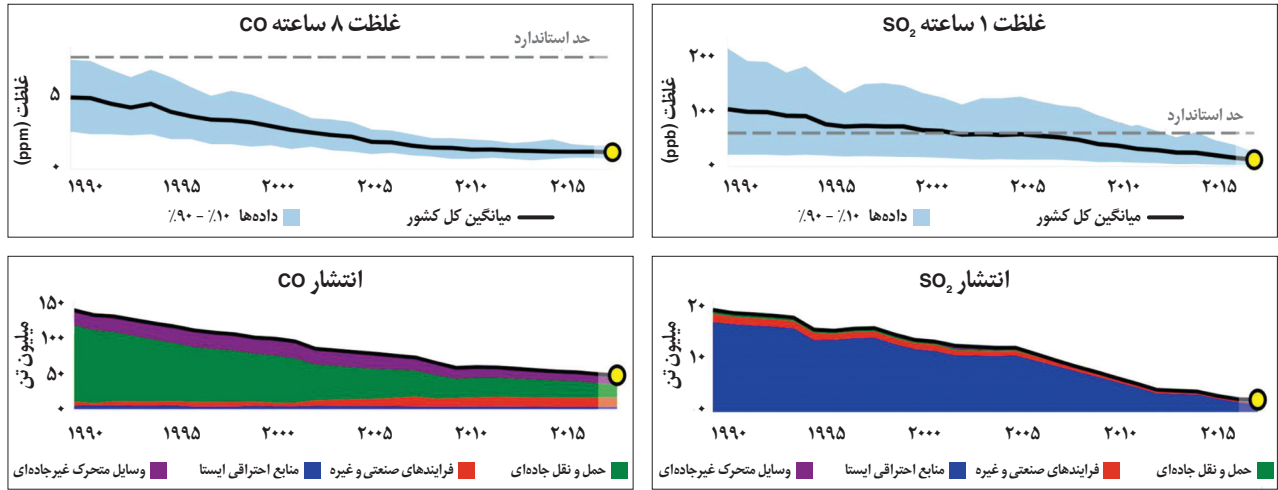 غلظت ۸ ساعته CO
حد استاندارد
غلظت (ppm)
۵
۰
۱۹۹۰ ۱۹۹۵ ۲۰۰۰ ۲۰۰۵ ۲۰۱۰ ۲۰۱۵
میانگین کل کشور
داده‌ها ۱۰٪ - ۹۰٪
غلظت ۱ ساعته SO₂
حد استاندارد
غلظت (ppb)
۲۰۰
۱۰۰
۰
۱۹۹۰ ۱۹۹۵ ۲۰۰۰ ۲۰۰۵ ۲۰۱۰ ۲۰۱۵
میانگین کل کشور
داده‌ها ۱۰٪ - ۹۰٪
انتشار CO
میلیون تن
۱۵۰
۱۰۰
۵۰
۰
۱۹۹۰ ۱۹۹۵ ۲۰۰۰ ۲۰۰۵ ۲۰۱۰ ۲۰۱۵
حمل و نقل جاده‌ای
فرایندهای صنعتی و غیره
منابع احتراقی ایستا
وسایل متحرک غیرجاده‌ای
انتشار SO₂
میلیون تن
۲۰
۱۰
۰
۱۹۹۰ ۱۹۹۵ ۲۰۰۰ ۲۰۰۵ ۲۰۱۰ ۲۰۱۵
حمل و نقل جاده‌ای
فرایندهای صنعتی و غیره
منابع احتراقی ایستا
وسایل متحرک غیرجاده‌ای